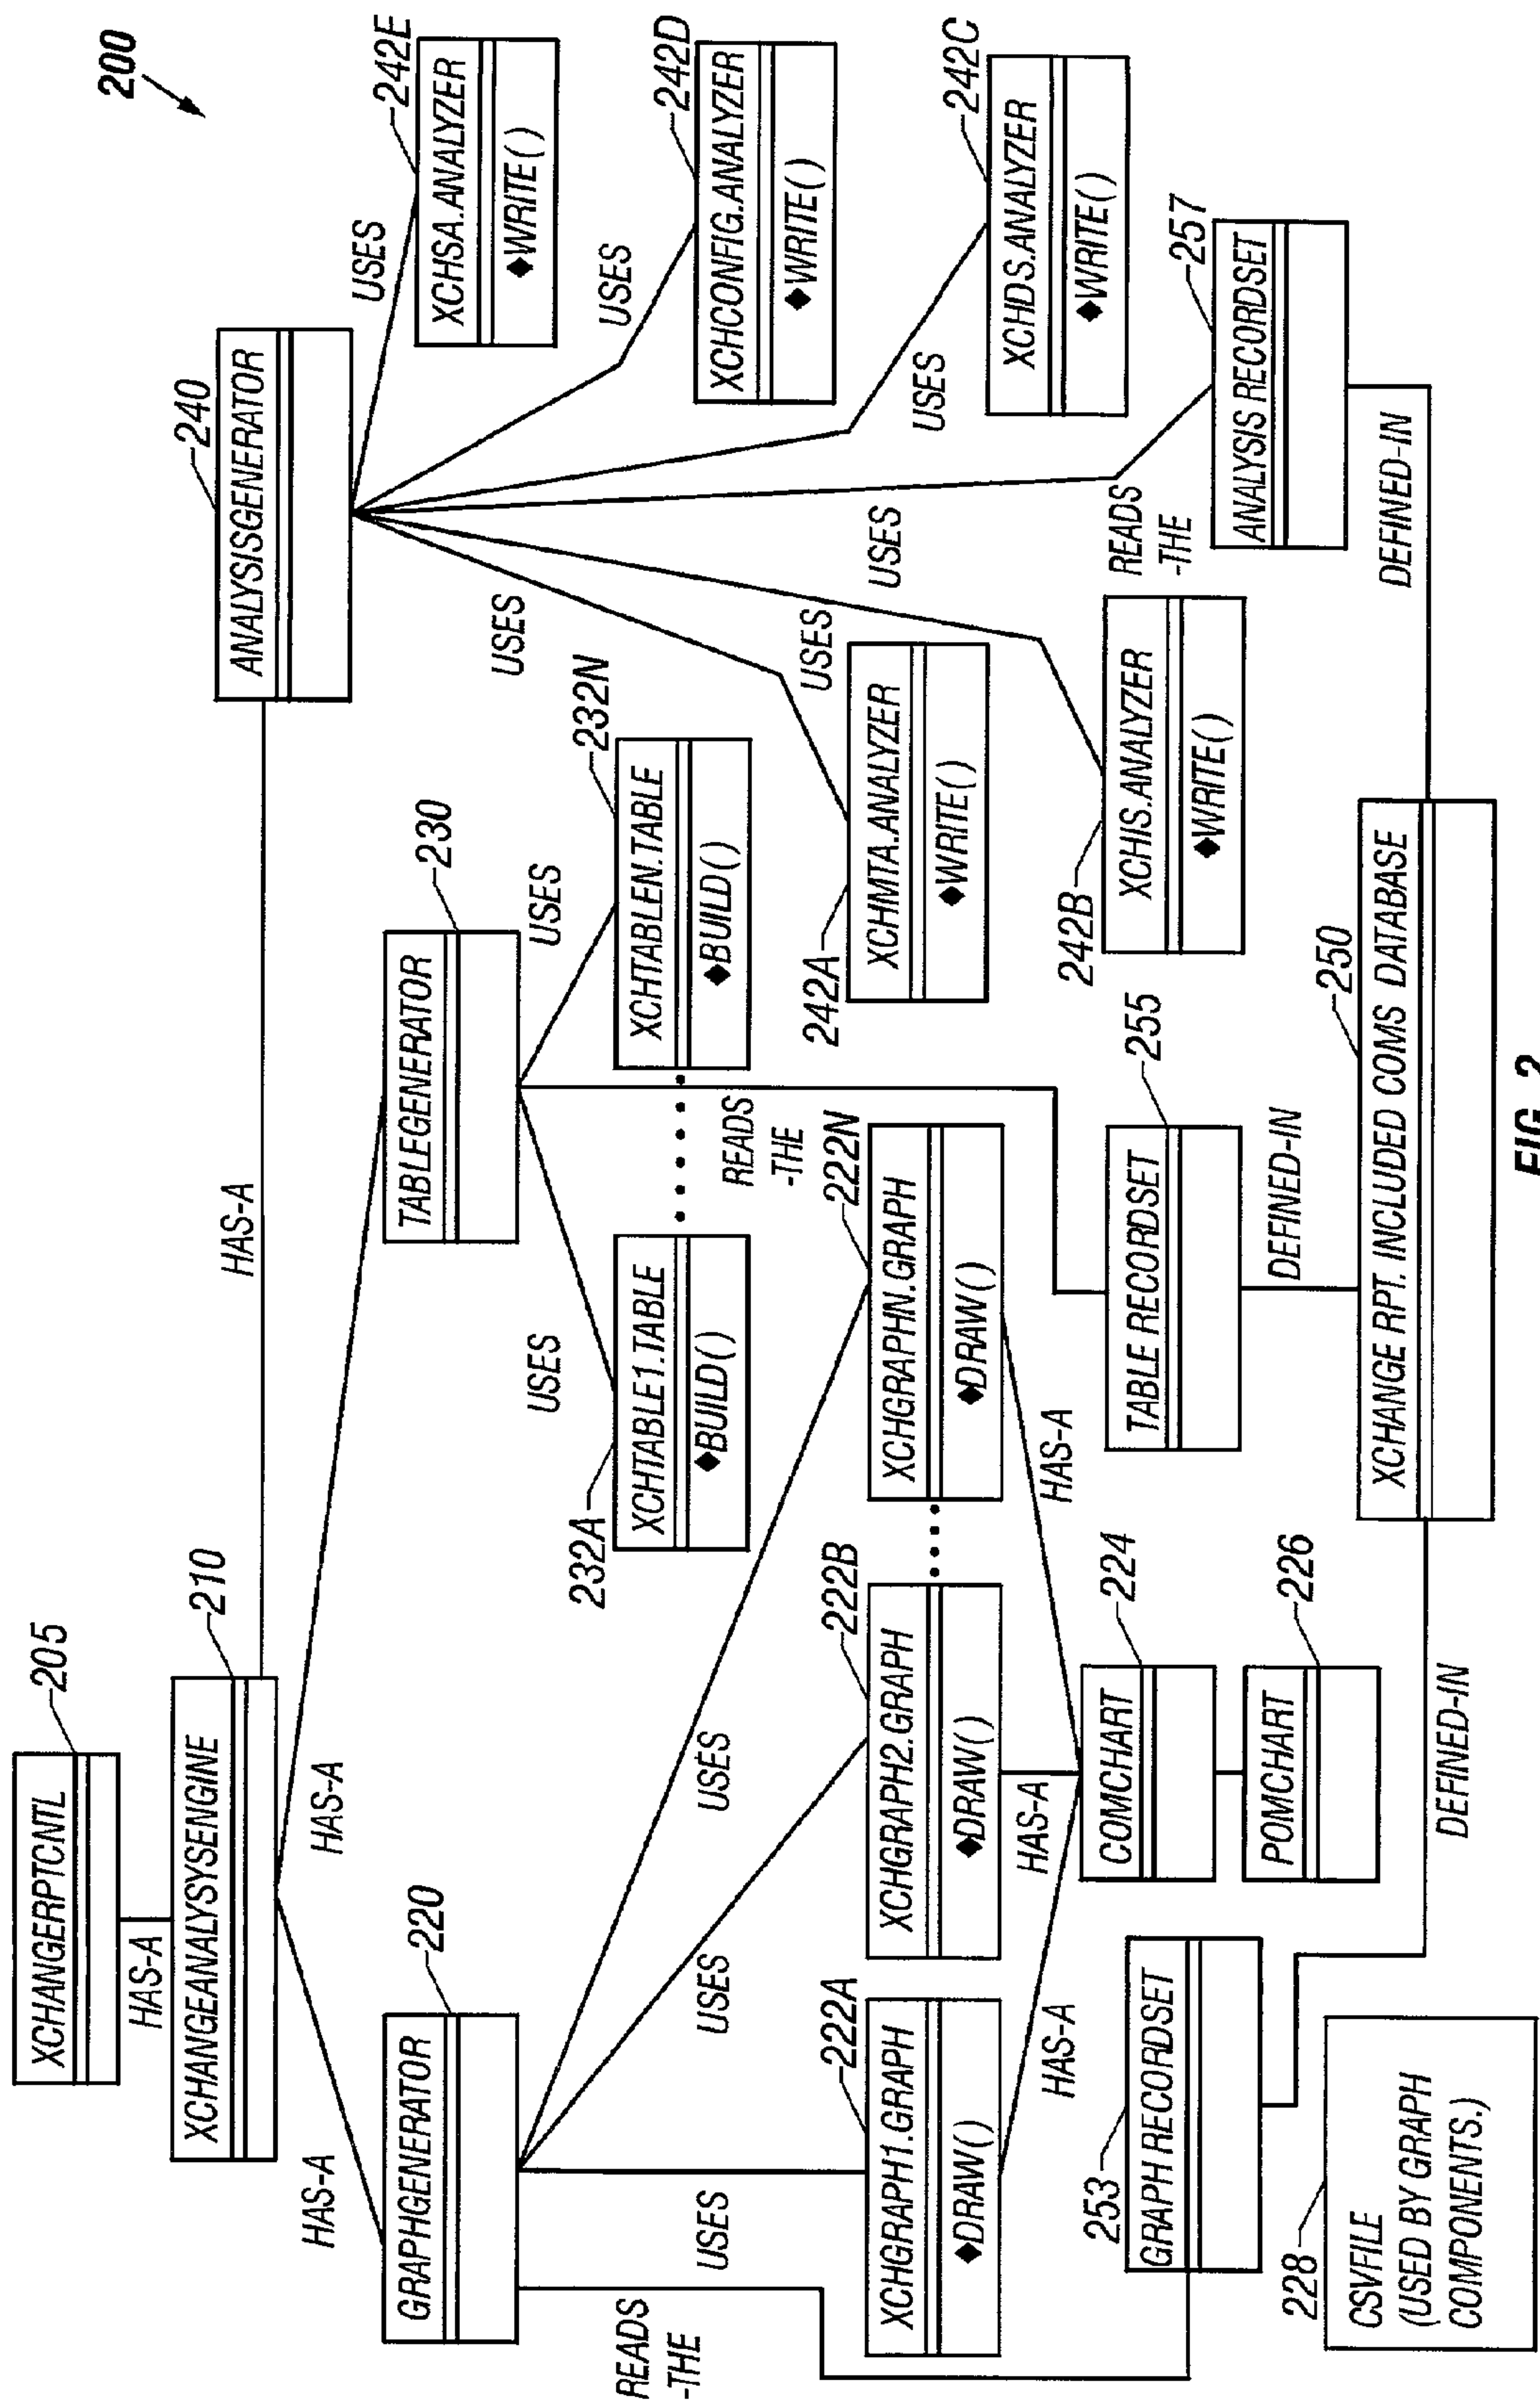 200
XCHANGERPTCNTL
205
HAS-A
XCHANGEANALYSYSENGINE
210
HAS-A
HAS-A
HAS-A
GRAPHGENERATOR
220
TABLEGENERATOR
230
ANALYSISGENERATOR
240
READS
-THE
USES
USES
USES
USES
USES
READS
-THE
USES
USES
USES
USES
USES
READS
-THE
XCHTABLE1.TABLE
◆BUILD()
232A
XCHTABLEN.TABLE
◆BUILD()
232N
XCHSA.ANALYZER
◆WRITE()
242E
XCHCONFIG.ANALYZER
◆WRITE()
242D
XCHDS.ANALYZER
◆WRITE()
242C
XCHMTA.ANALYZER
◆WRITE()
242A
XCHIS.ANALYZER
◆WRITE()
242B
XCHGRAPH1.GRAPH
◆DRAW()
222A
XCHGRAPH2.GRAPH
◆DRAW()
222B
XCHGRAPHN.GRAPH
◆DRAW()
222N
HAS-A
HAS-A
HAS-A
COMCHART
224
POMCHART
226
253
GRAPH RECORDSET
TABLE RECORDSET
255
ANALYSIS RECORDSET
257
DEFINED-IN
DEFINED-IN
DEFINED-IN
228
CSVFILE
(USED BY GRAPH
COMPONENTS.)
XCHANGE RPT. INCLUDED COMS DATABASE
250
FIG. 2